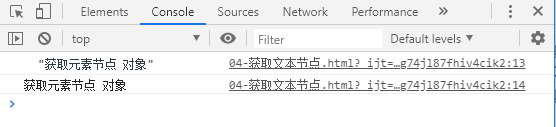 Elements Console Sources Network Performance »
top Filter Default levels
"获取元素节点 对象" 04-获取文本节点.html?_ijt=…g74jl87fhiv4cik2:13
获取元素节点 对象 04-获取文本节点.html?_ijt=…g74jl87fhiv4cik2:14
>